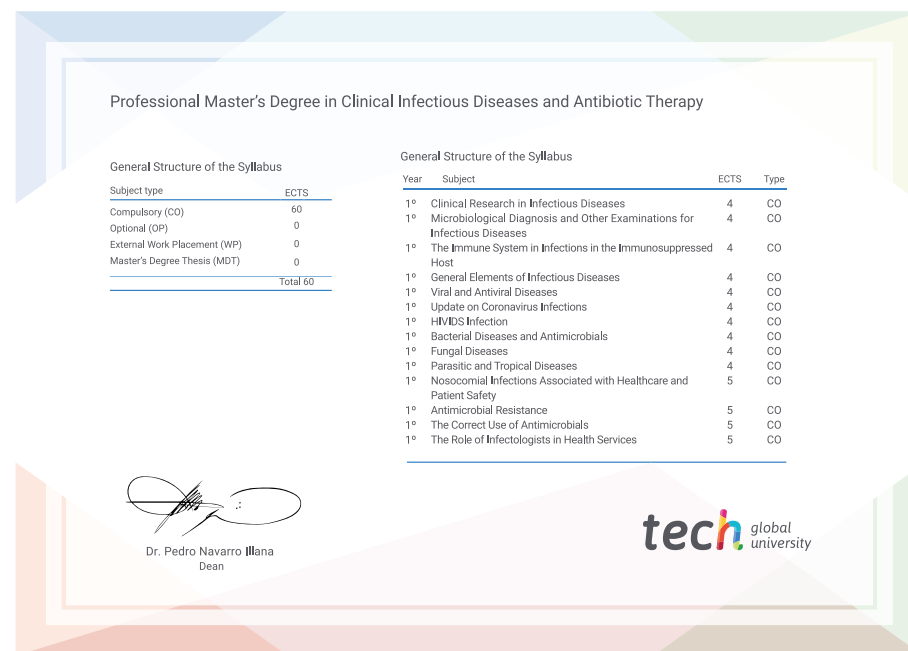 Professional Master’s Degree in Clinical Infectious Diseases and Antibiotic Therapy
General Structure of the Syllabus
Subject type ECTS
Compulsory (CO) 60
Optional (OP) 0
External Work Placement (WP) 0
Master’s Degree Thesis (MDT) 0
Total 60
General Structure of the Syllabus
Year Subject ECTS Type
1º Clinical Research in Infectious Diseases 4 CO
1º Microbiological Diagnosis and Other Examinations for 4 CO
Infectious Diseases
1º The Immune System in Infections in the Immunosuppressed 4 CO
Host
1º General Elements of Infectious Diseases 4 CO
1º Viral and Antiviral Diseases 4 CO
1º Update on Coronavirus Infections 4 CO
1º HIVIDS Infection 4 CO
1º Bacterial Diseases and Antimicrobials 4 CO
1º Fungal Diseases 4 CO
1º Parasitic and Tropical Diseases 4 CO
1º Nosocomial Infections Associated with Healthcare and 5 CO
Patient Safety
1º Antimicrobial Resistance 5 CO
1º The Correct Use of Antimicrobials 5 CO
1º The Role of Infectologists in Health Services 5 CO
Dr. Pedro Navarro Illana
Dean
tech global
university